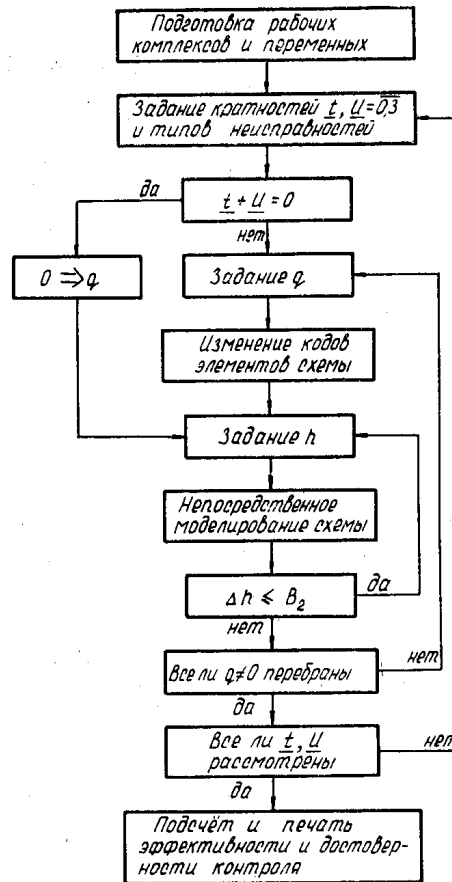 Подготовка рабочих
комплексов и переменных
Задание кратностей t, U=0,3
и типов неисправностей
да
t + U = 0
нет
0 ⇒ q
Задание q
Изменение кодов
элементов схемы
Задание h
Непосредственное
моделирование схемы
Δh ≤ B₂
да
нет
Все ли q≠0 перебраны
нет
да
Все ли t, U
рассмотрены
нет
да
Подсчёт и печать
эффективности и достовер-
ности контроля